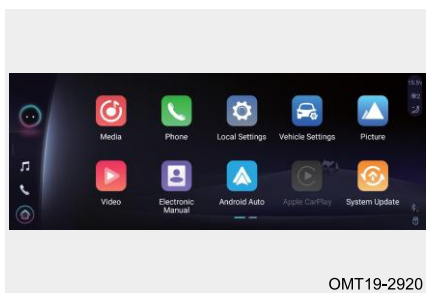 Media
Phone
Local Settings
Vehicle Settings
Picture
Video
Electronic
Manual
Android Auto
Apple CarPlay
System Update
OMT19-2920